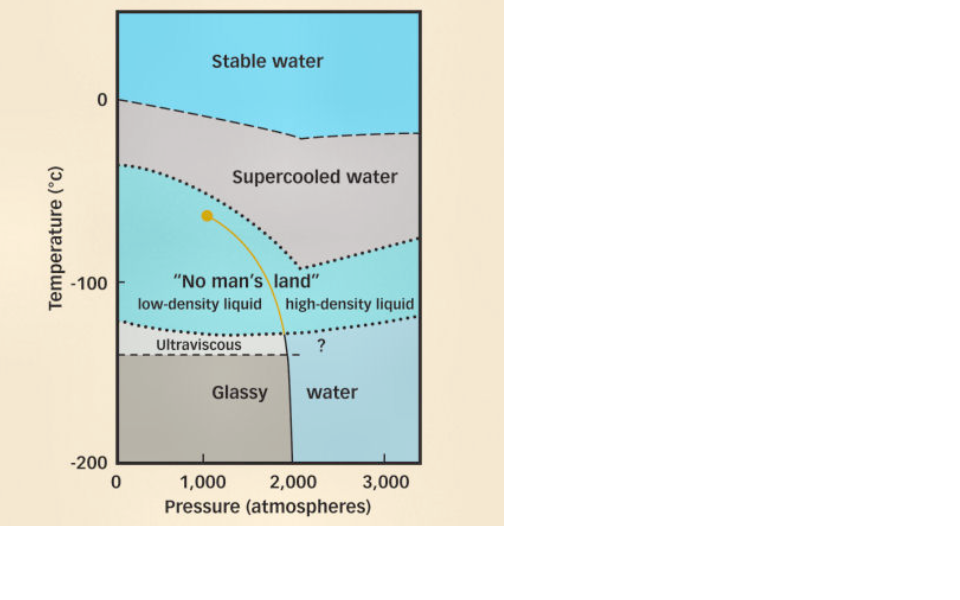 Stable water
0
Supercooled water
Temperature (°c)
-100
“No man’s land”
low-density liquid high-density liquid
Ultraviscous ?
Glassy water
-200
0 1,000 2,000 3,000
Pressure (atmospheres)